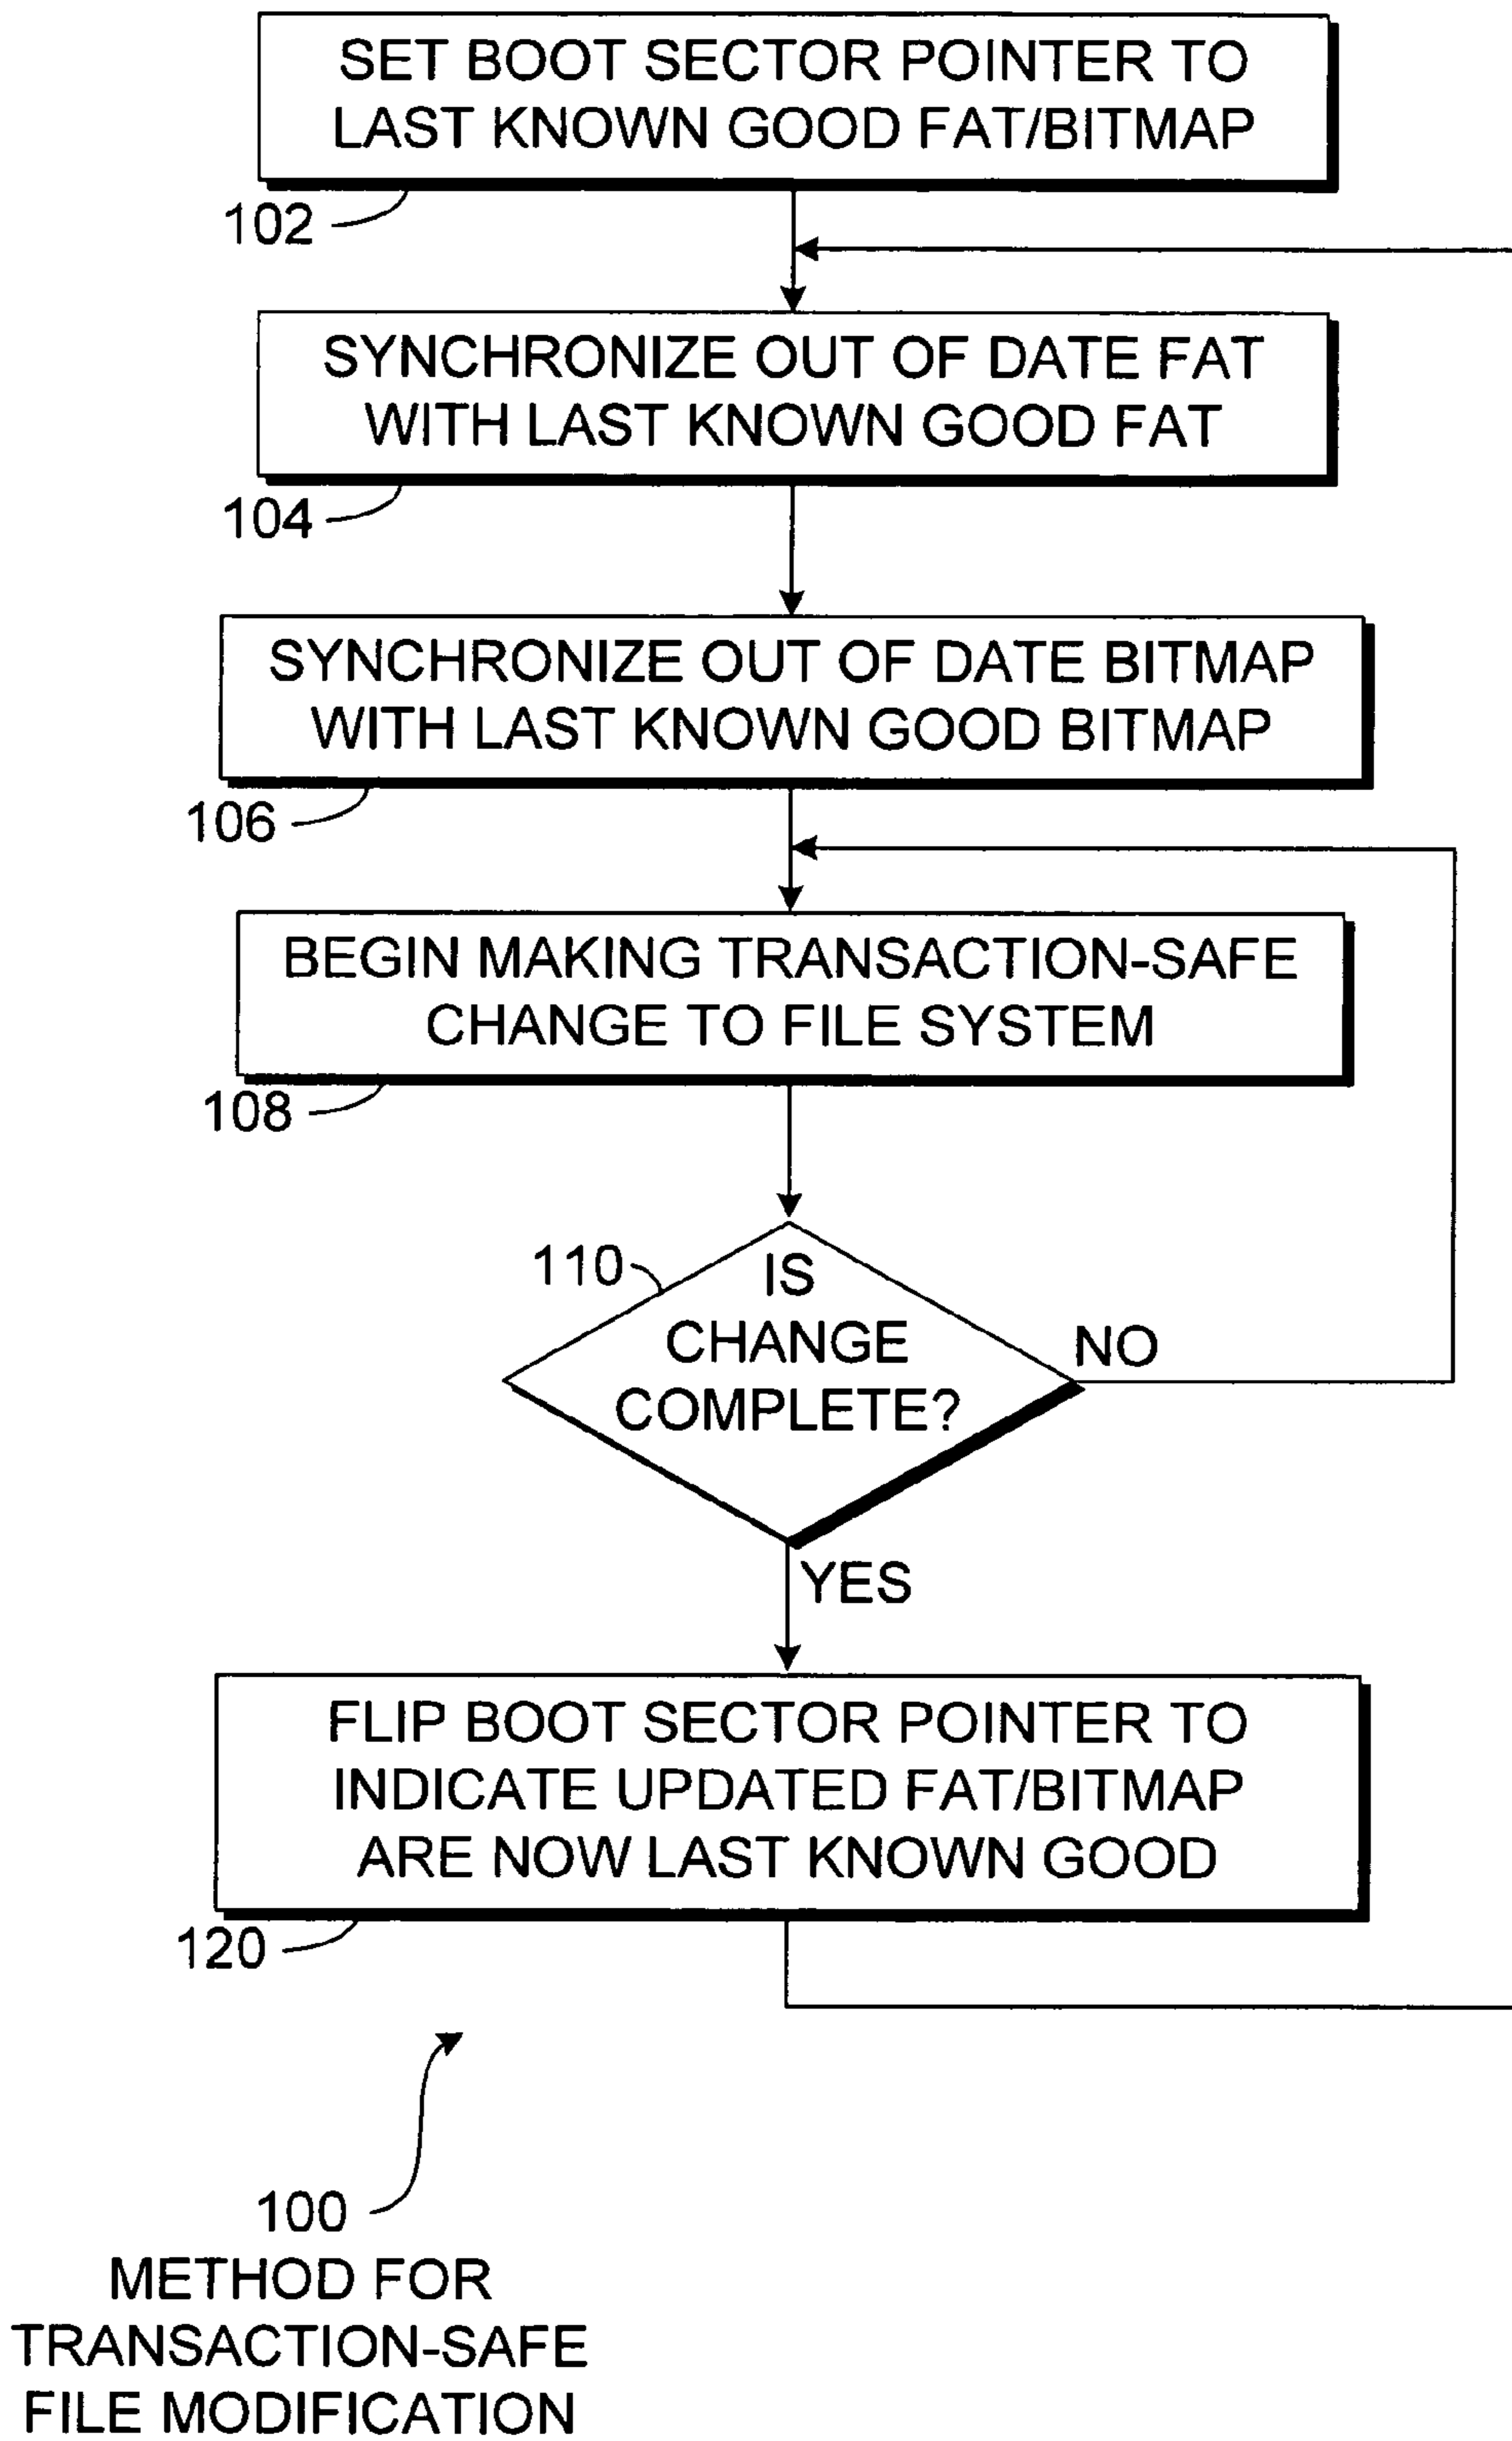 SET BOOT SECTOR POINTER TO
LAST KNOWN GOOD FAT/BITMAP
102
SYNCHRONIZE OUT OF DATE FAT
WITH LAST KNOWN GOOD FAT
104
SYNCHRONIZE OUT OF DATE BITMAP
WITH LAST KNOWN GOOD BITMAP
106
BEGIN MAKING TRANSACTION-SAFE
CHANGE TO FILE SYSTEM
108
110
IS
CHANGE
COMPLETE?
NO
YES
FLIP BOOT SECTOR POINTER TO
INDICATE UPDATED FAT/BITMAP
ARE NOW LAST KNOWN GOOD
120
100
METHOD FOR
TRANSACTION-SAFE
FILE MODIFICATION